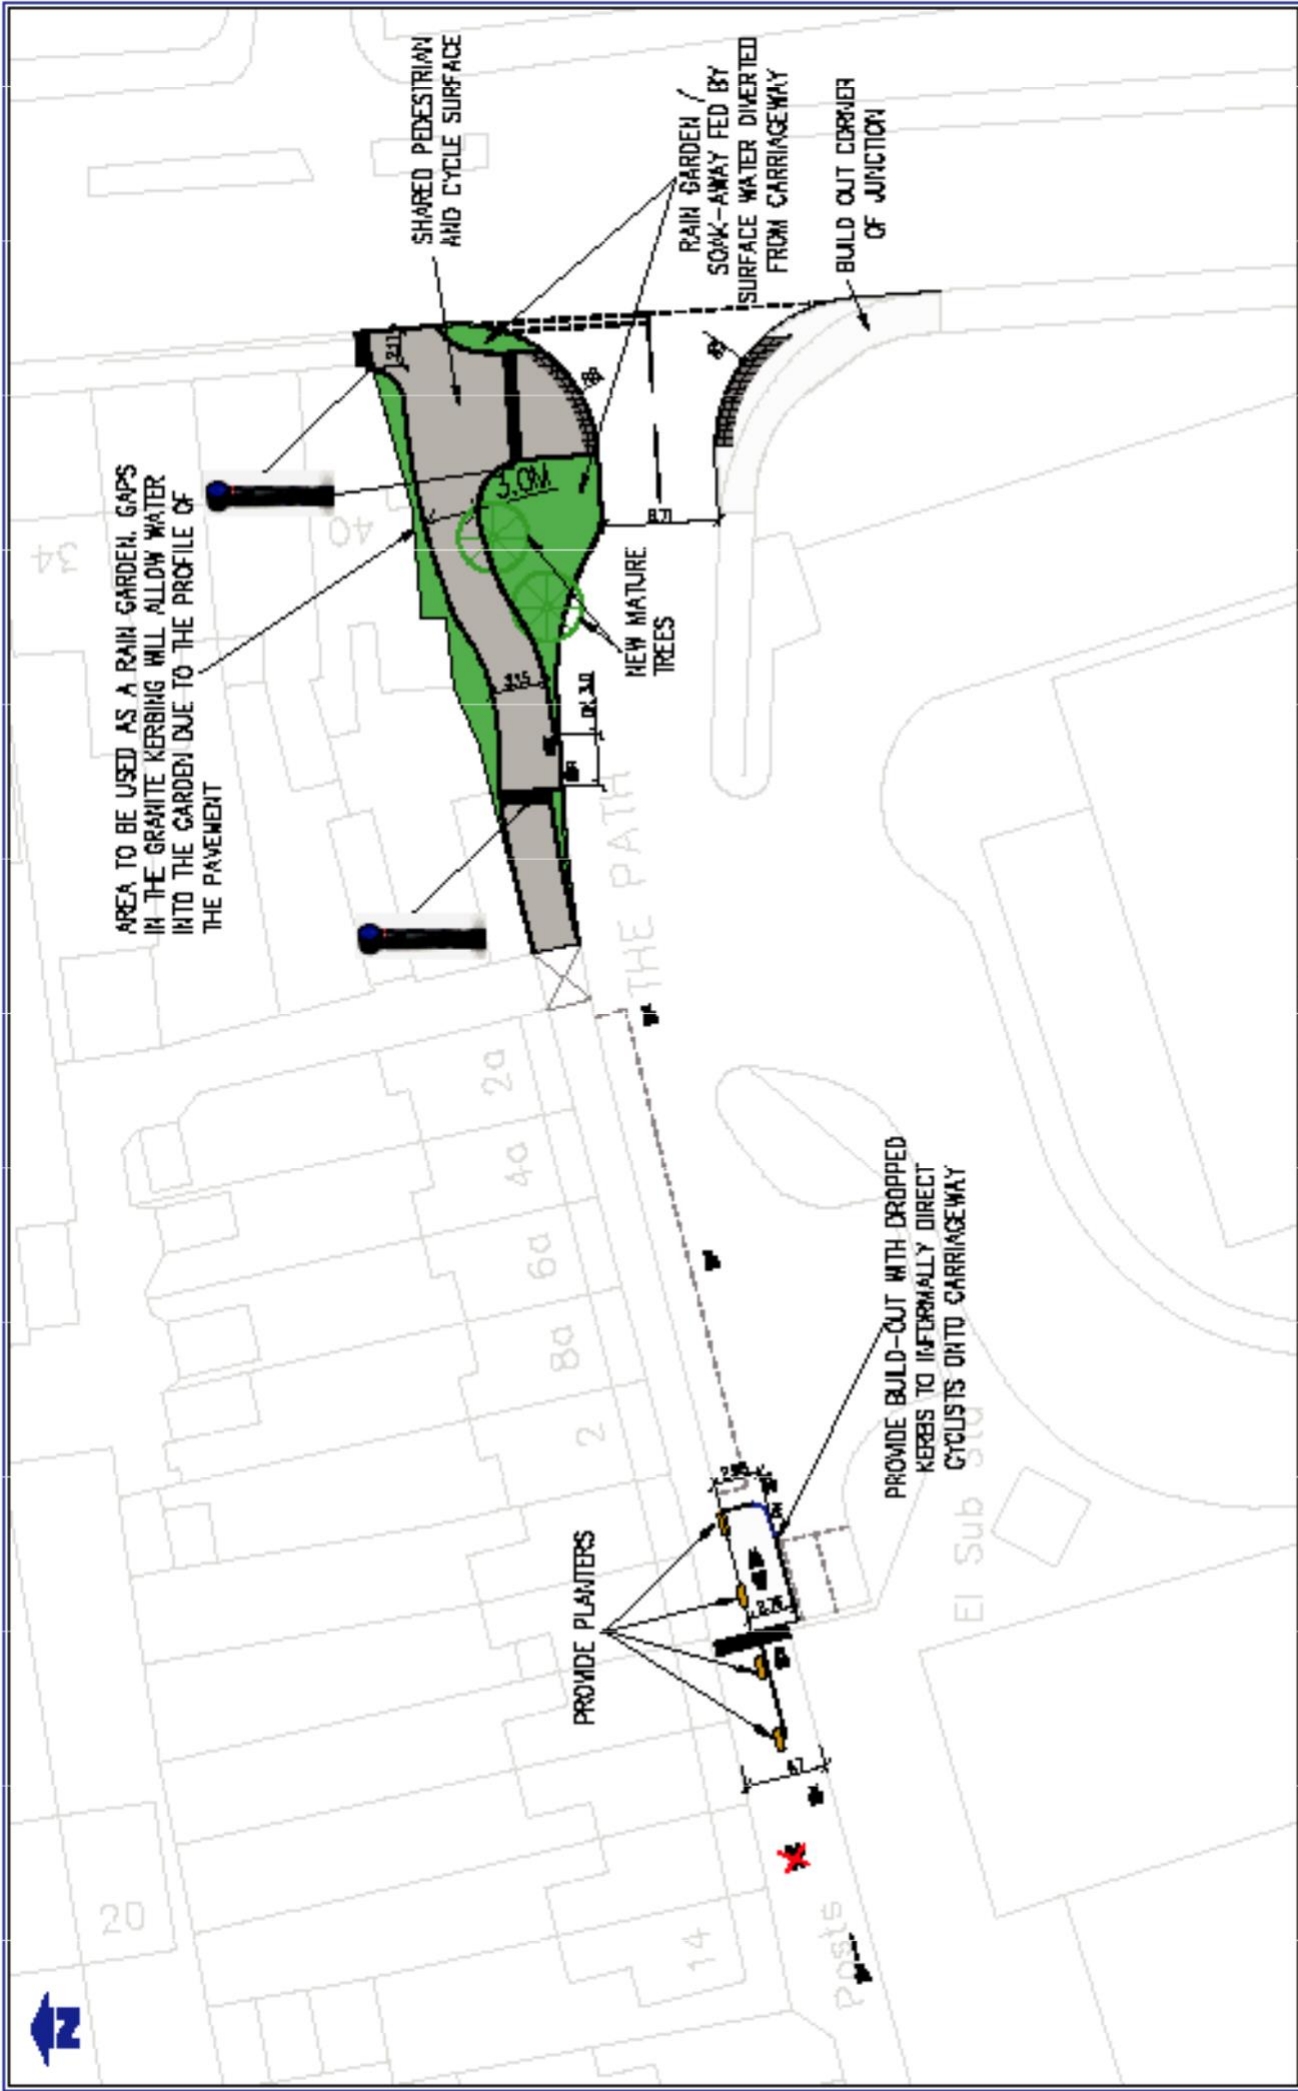 SHARED PEDESTRIAN
AND CYCLE SURFACE
RAIN GARDEN /
SOAK-AWAY FED BY
SURFACE WATER DIVERTED
FROM CARRIAGEWAY
BUILD OUT CORNER
OF JUNCTION
AREA TO BE USED AS A RAIN GARDEN. GAPS
IN THE GRANITE KERBING WILL ALLOW WATER
INTO THE GARDEN DUE TO THE PROFILE OF
THE PAVEMENT
34
40
3.0M
8.71
NEW MATURE
TREES
THE PATH
2a
4a
6a
8a
2
PROVIDE BUILD-OUT WITH DROPPED
KERBS TO INFORMALLY DIRECT
CYCLISTS ONTO CARRIAGEWAY
El Sub Sta
PROVIDE PLANTERS
14
20
Posts
N